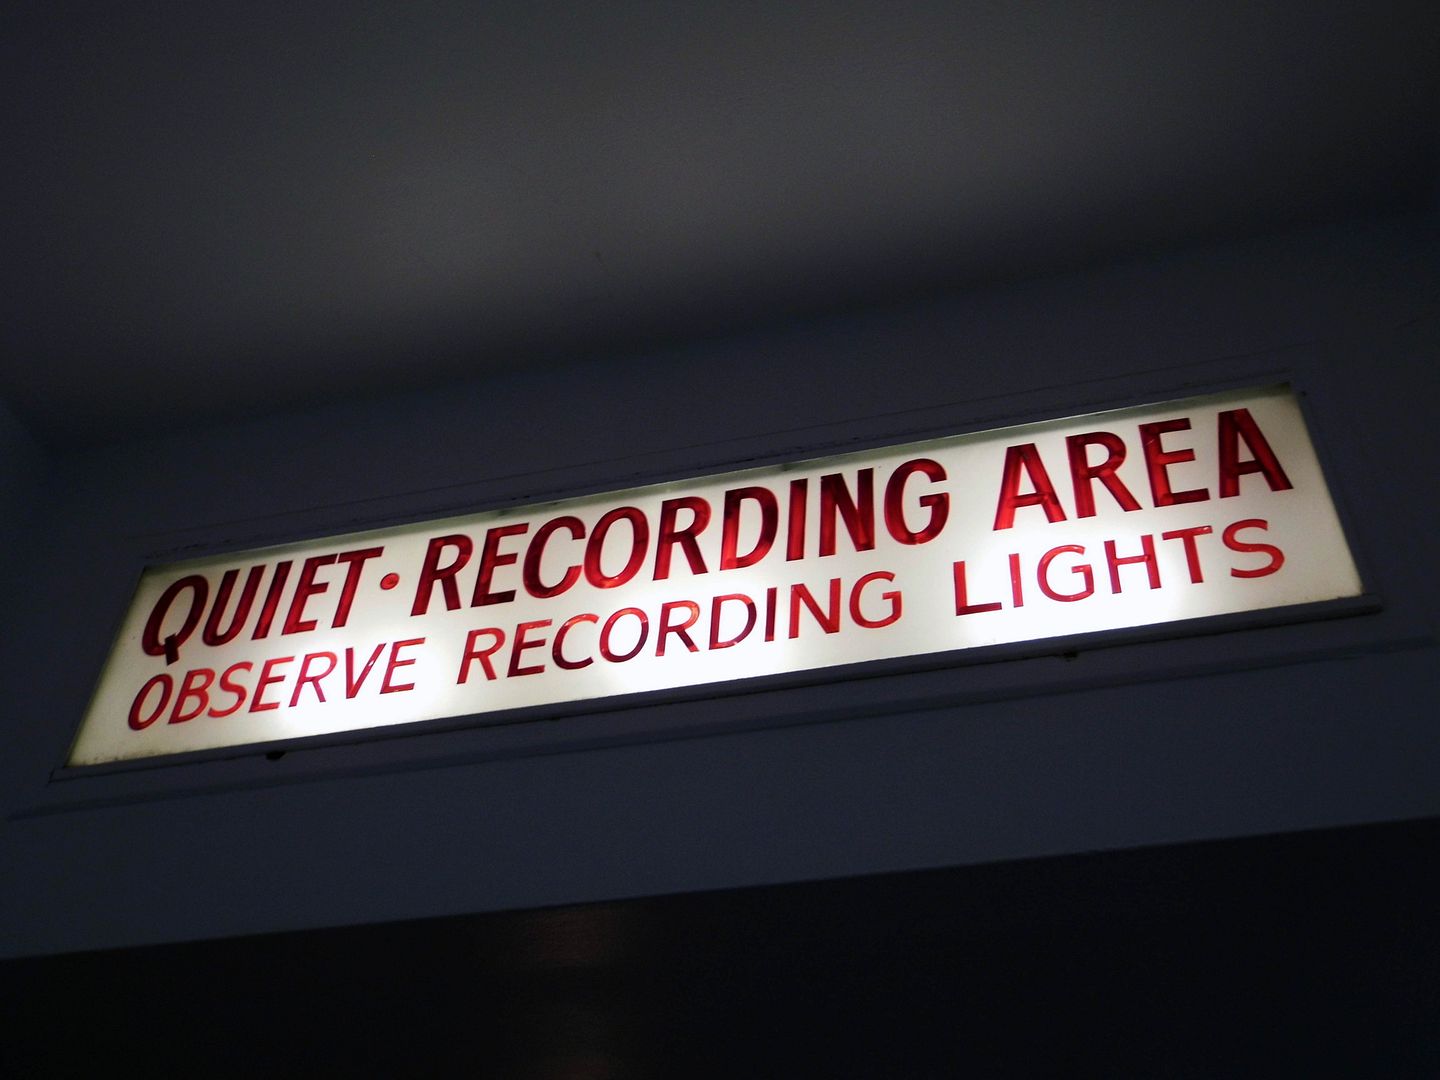 QUIET · RECORDING AREA
OBSERVE RECORDING LIGHTS